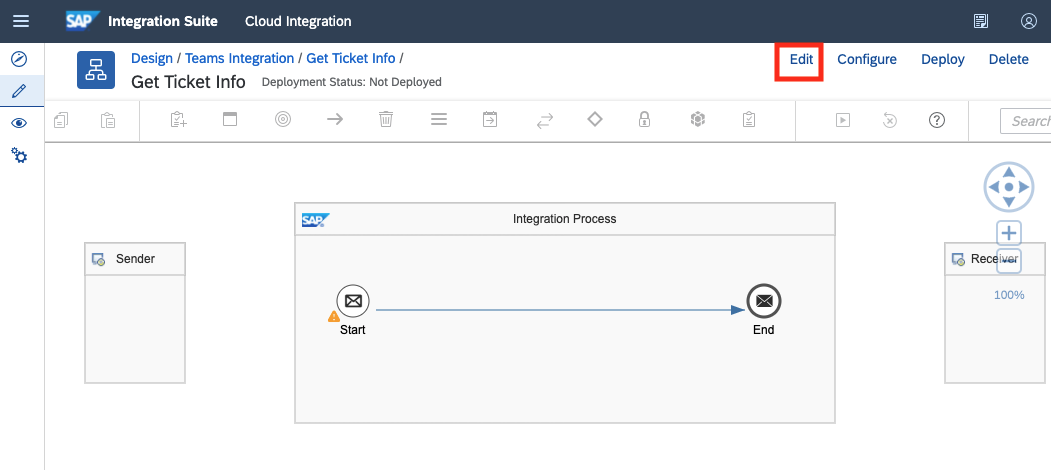 SAP Integration Suite Cloud Integration
Design / Teams Integration / Get Ticket Info /
Get Ticket Info Deployment Status: Not Deployed
Edit Configure Deploy Delete
Search
SAP Integration Process
Sender
Receiver
Start
End
100%